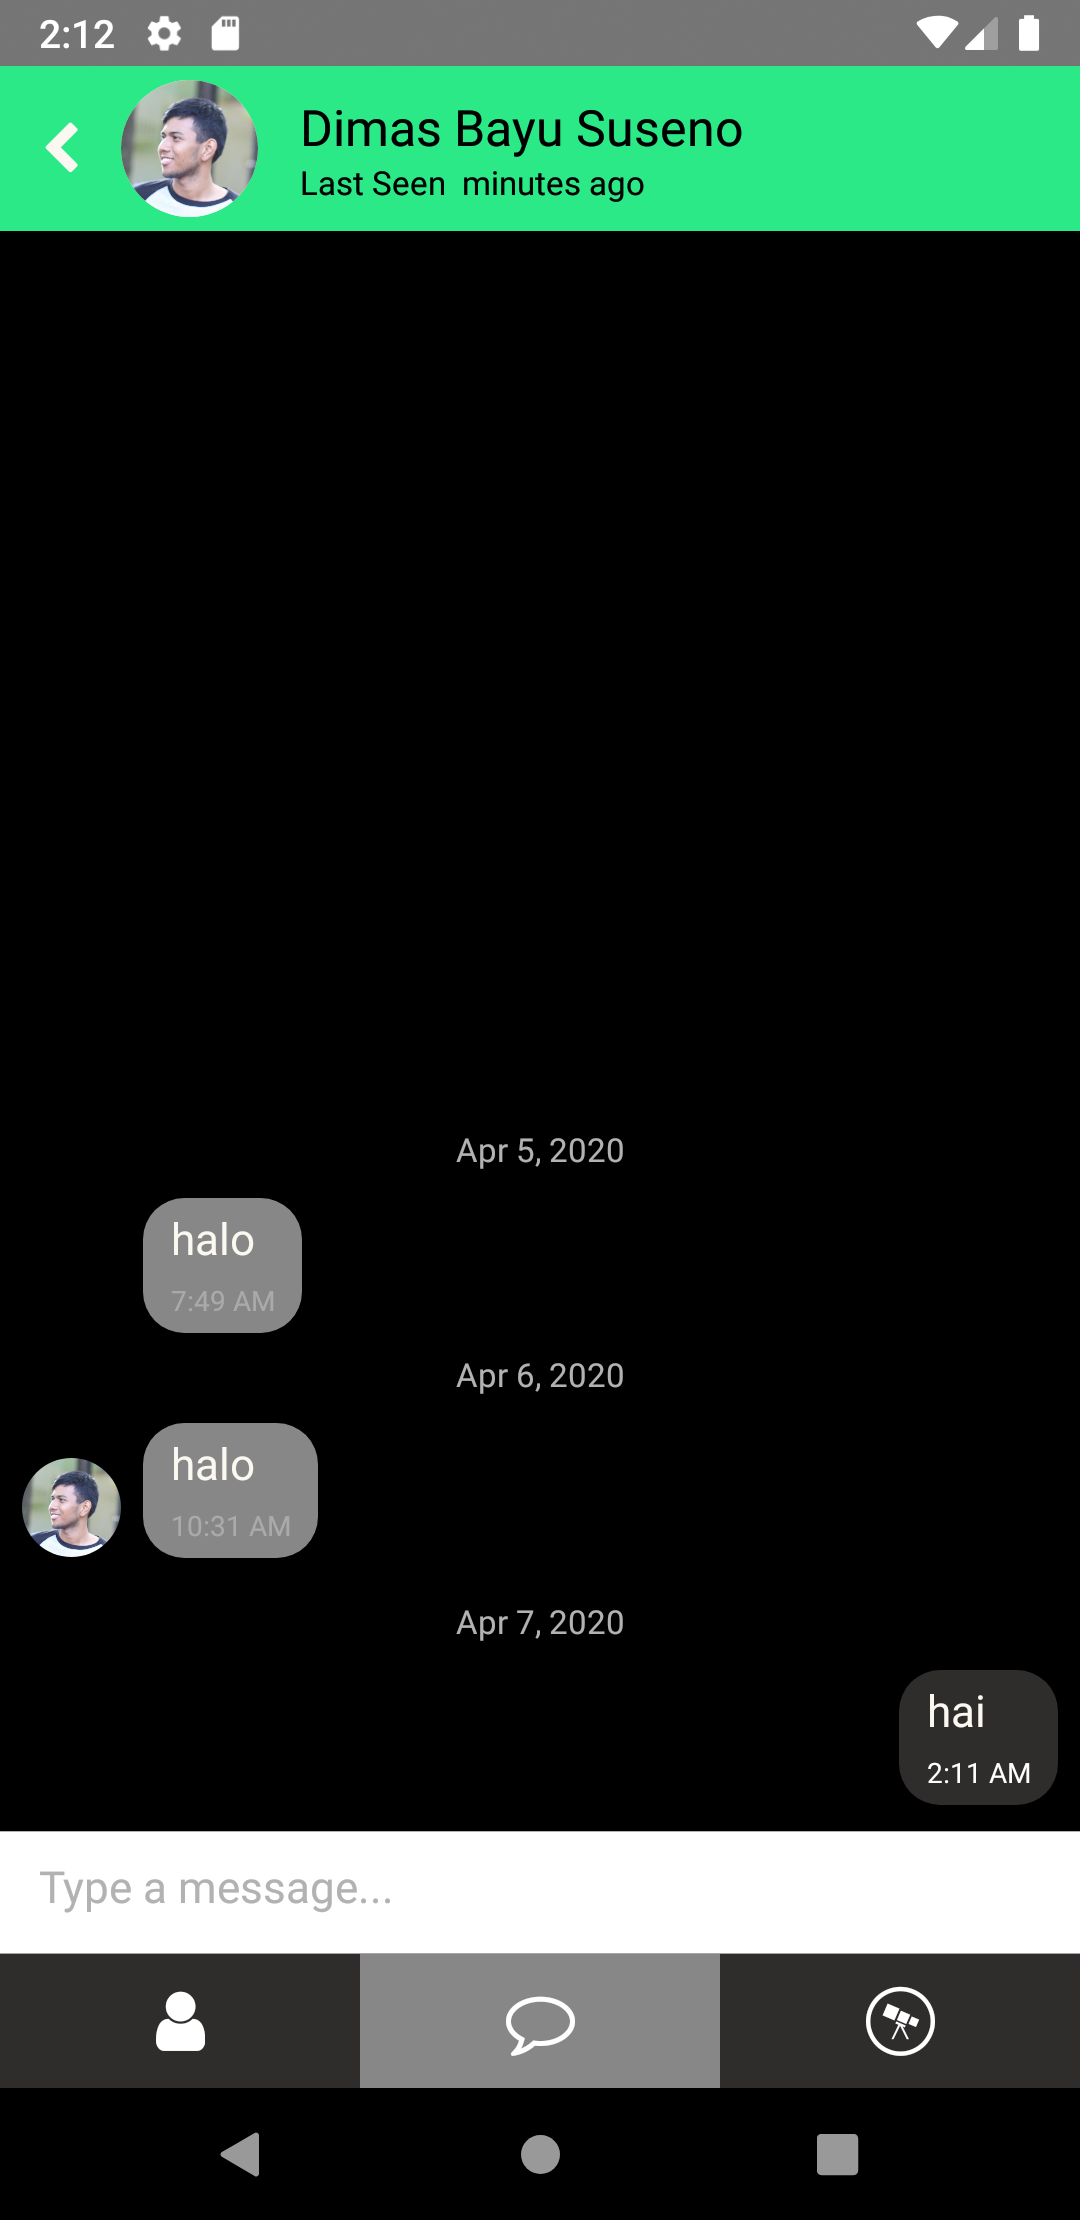 2:12
Dimas Bayu Suseno
Last Seen  minutes ago
Apr 5, 2020
halo
7:49 AM
Apr 6, 2020
halo
10:31 AM
Apr 7, 2020
hai
2:11 AM
Type a message...